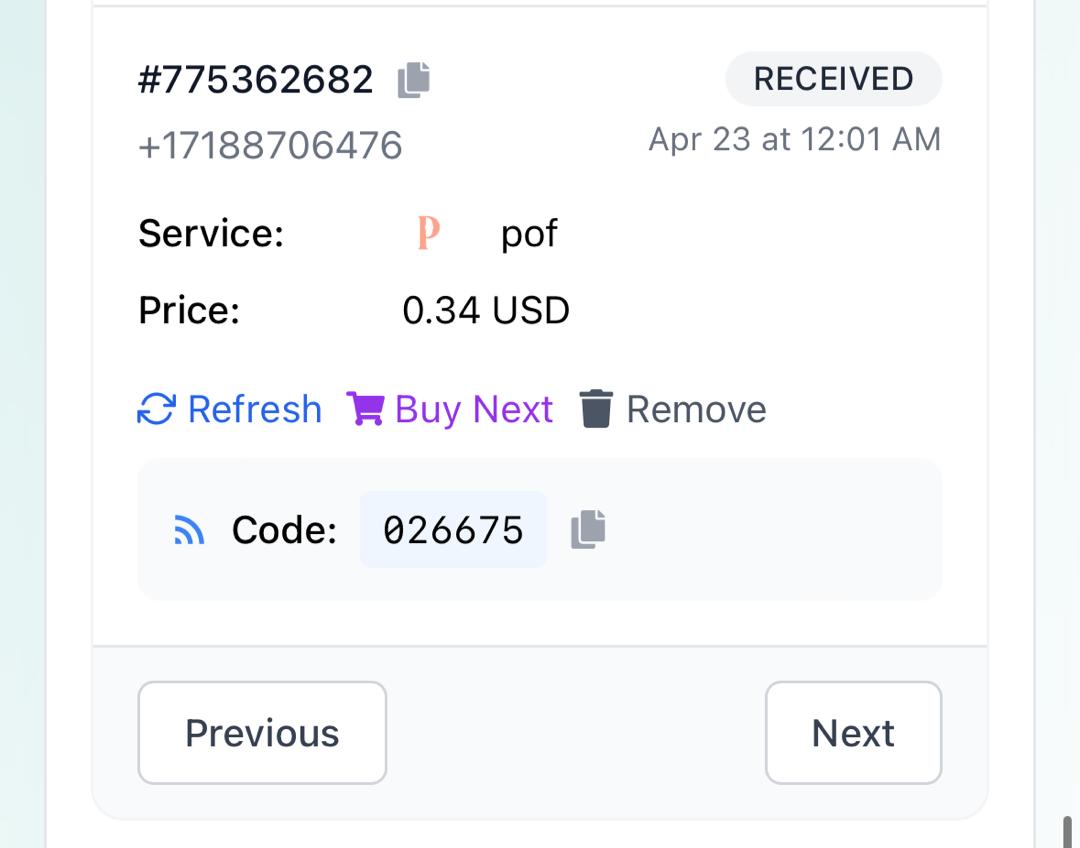 #775362682
RECEIVED
+17188706476
Apr 23 at 12:01 AM
Service: P pof
Price: 0.34 USD
Refresh Buy Next Remove
Code: 026675
Previous Next